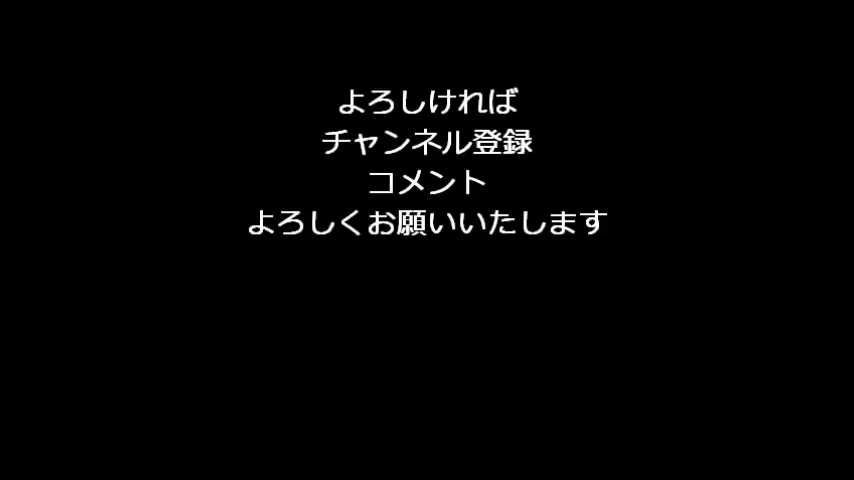 よろしければ
チャンネル登録
コメント
よろしくお願いいたします